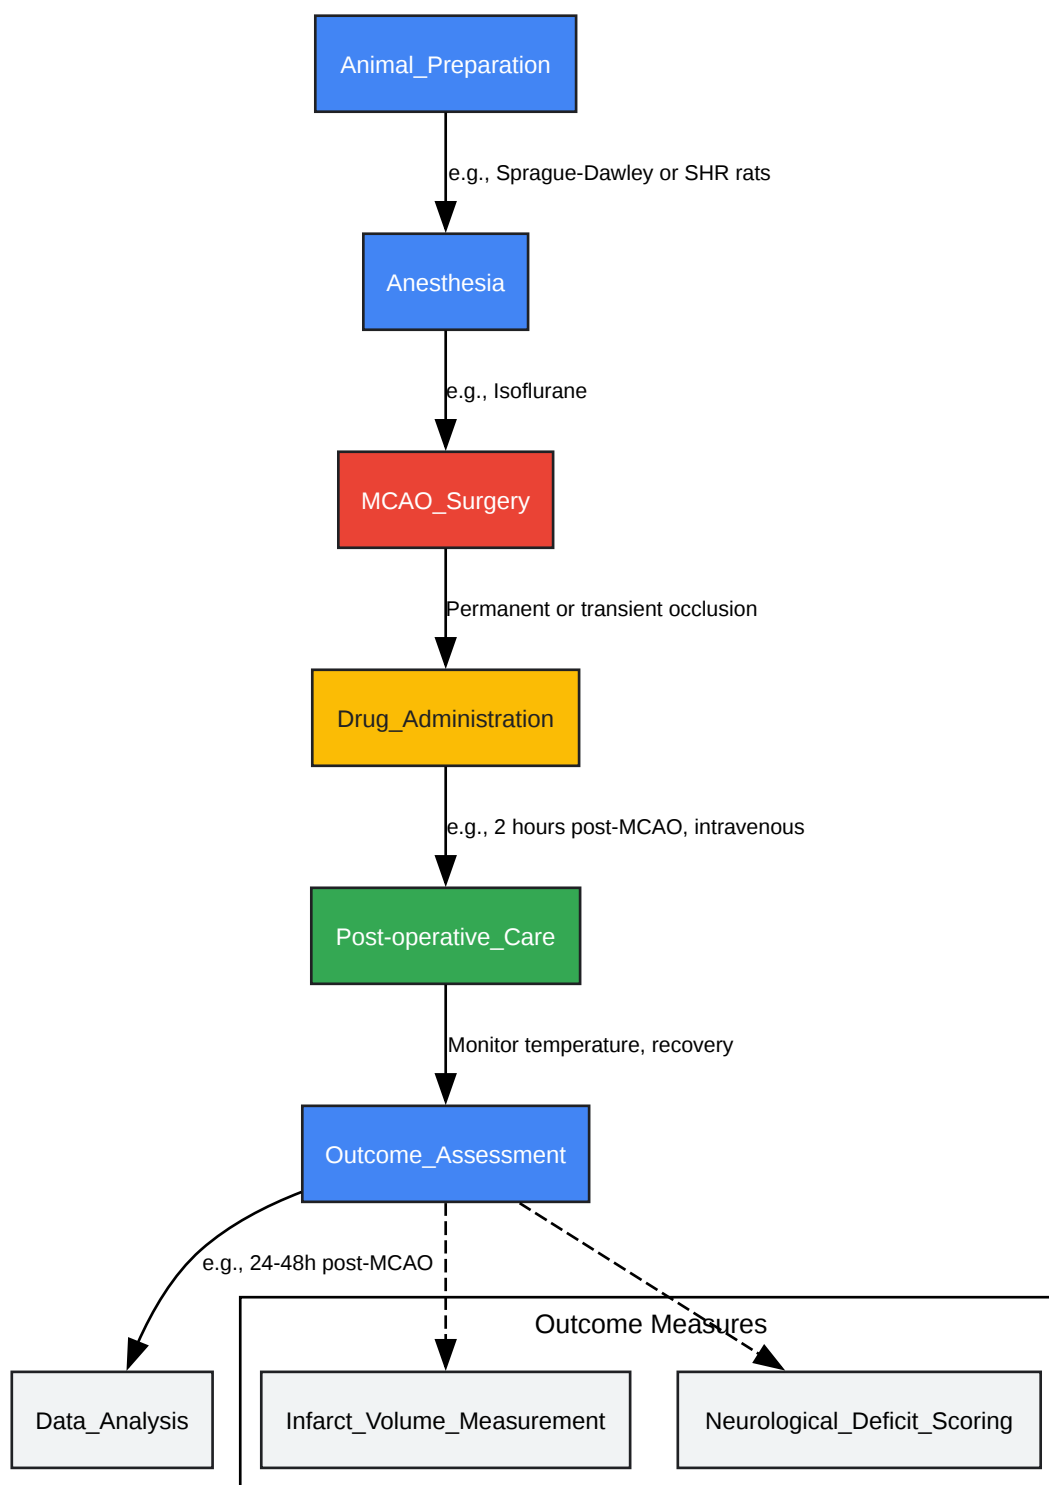 Animal_Preparation
e.g., Sprague-Dawley or SHR rats
Anesthesia
e.g., Isoflurane
MCAO_Surgery
Permanent or transient occlusion
Drug_Administration
e.g., 2 hours post-MCAO, intravenous
Post-operative_Care
Monitor temperature, recovery
Outcome_Assessment
e.g., 24-48h post-MCAO
Outcome Measures
Data_Analysis
Infarct_Volume_Measurement
Neurological_Deficit_Scoring